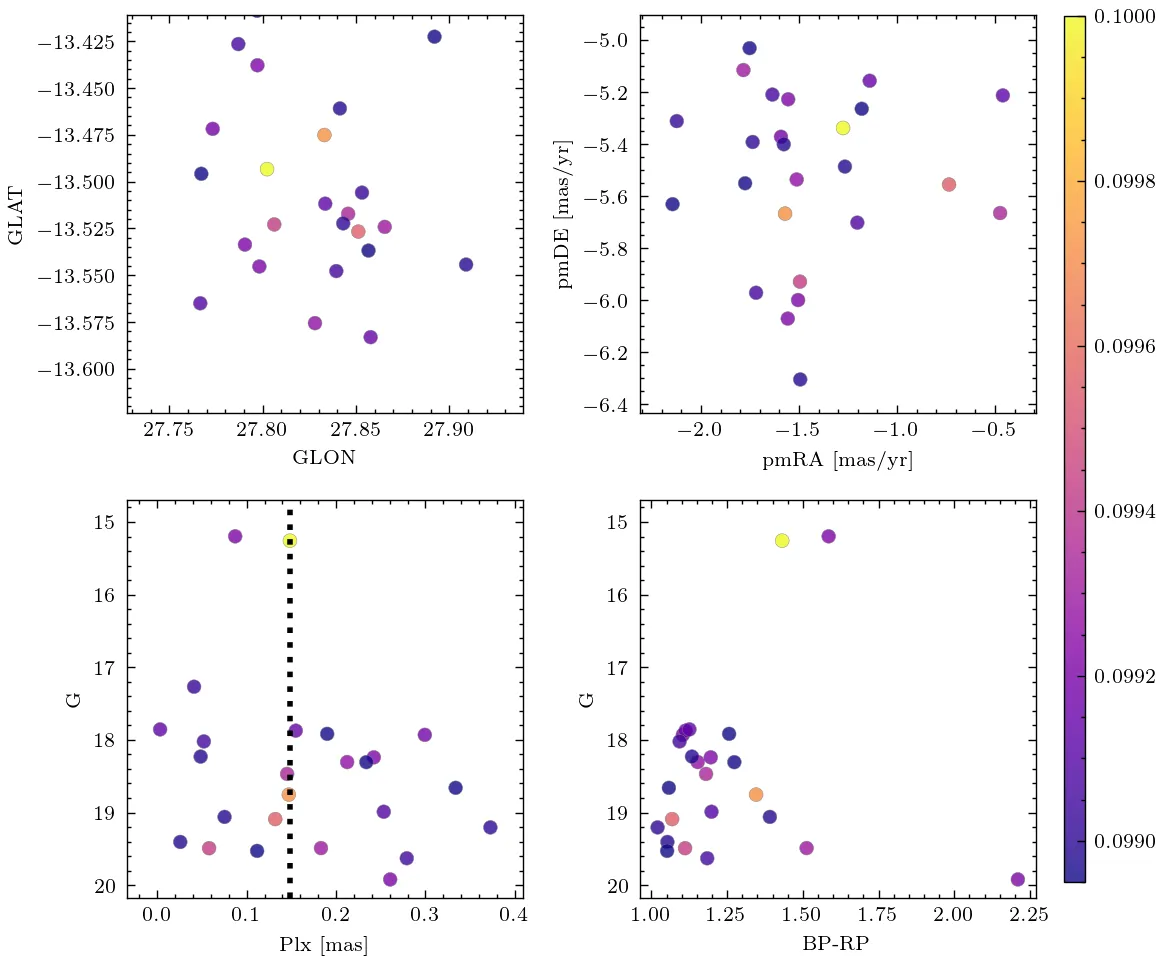 −13.425
−13.450
−13.475
−13.500
−13.525
−13.550
−13.575
−13.600
GLAT
27.75 27.80 27.85 27.90
GLON
−5.0
−5.2
−5.4
−5.6
−5.8
−6.0
−6.2
−6.4
pmDE [mas/yr]
−2.0 −1.5 −1.0 −0.5
pmRA [mas/yr]
0.1000
0.0998
0.0996
0.0994
0.0992
0.0990
15
16
17
18
19
20
G
0.0 0.1 0.2 0.3 0.4
Plx [mas]
15
16
17
18
19
20
G
1.00 1.25 1.50 1.75 2.00 2.25
BP-RP